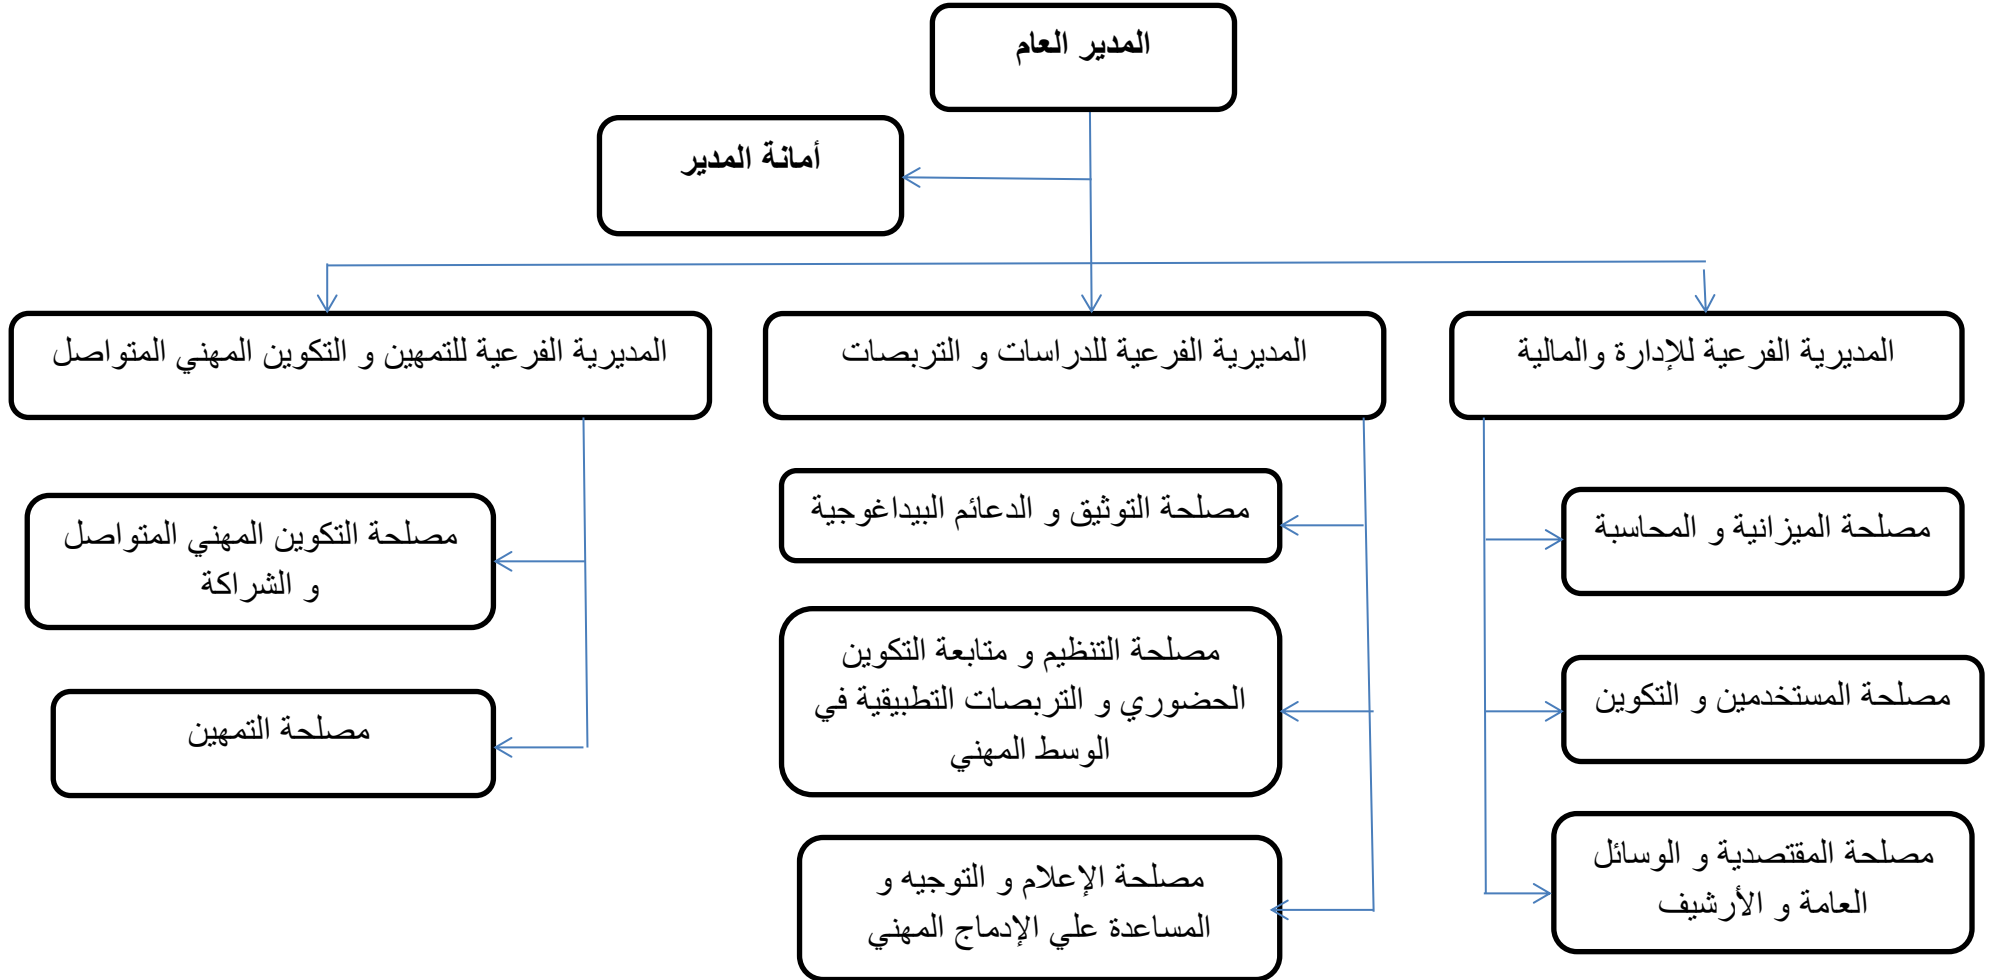 المدير العام
أمانة المدير
المديرية الفرعية للإدارة والمالية
المديرية الفرعية للدراسات و التربصات
المديرية الفرعية للتمهين و التكوين المهني المتواصل
مصلحة الميزانية و المحاسبة
مصلحة المستخدمين و التكوين
مصلحة المقتصدية و الوسائل
العامة و الأرشيف
مصلحة التوثيق و الدعائم البيداغوجية
مصلحة التنظيم و متابعة التكوين
الحضوري و التربصات التطبيقية في
الوسط المهني
مصلحة الإعلام و التوجيه و
المساعدة علي الإدماج المهني
مصلحة التكوين المهني المتواصل
و الشراكة
مصلحة التمهين